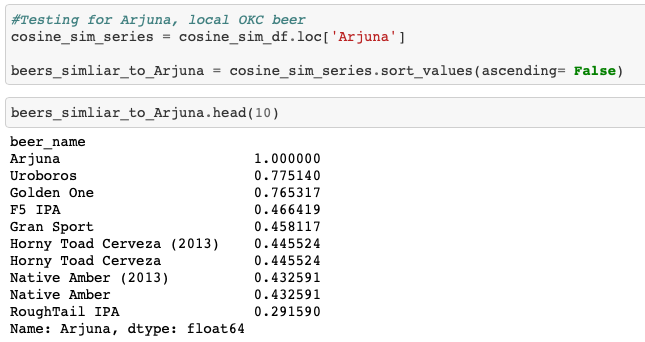 #Testing for Arjuna, local OKC beer
cosine_sim_series = cosine_sim_df.loc['Arjuna']
beers_simliar_to_Arjuna = cosine_sim_series.sort_values(ascending= False)
beers_simliar_to_Arjuna.head(10)
beer_name
Arjuna 1.000000
Uroboros 0.775140
Golden One 0.765317
F5 IPA 0.466419
Gran Sport 0.458117
Horny Toad Cerveza (2013) 0.445524
Horny Toad Cerveza 0.445524
Native Amber (2013) 0.432591
Native Amber 0.432591
RoughTail IPA 0.291590
Name: Arjuna, dtype: float64